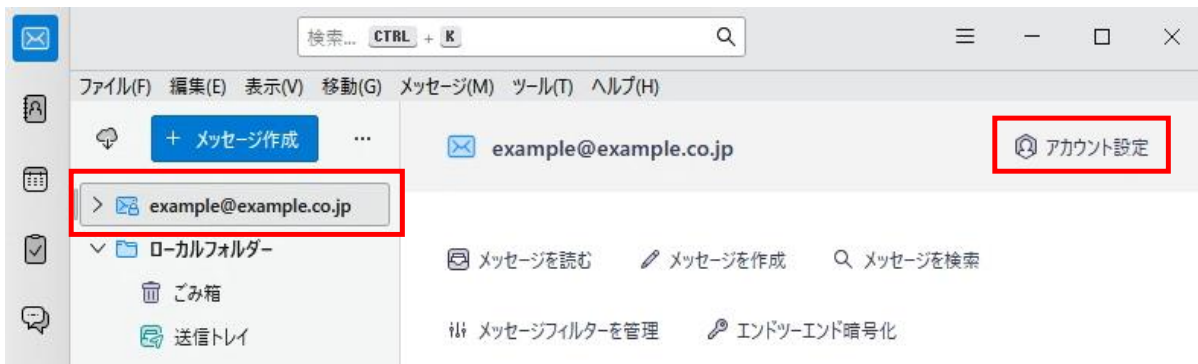 検索... CTRL + K
ファイル(F) 編集(E) 表示(V) 移動(G) メッセージ(M) ツール(T) ヘルプ(H)
+ メッセージ作成 ...
example@example.co.jp
アカウント設定
example@example.co.jp
ローカルフォルダー
ごみ箱
送信トレイ
メッセージを読む メッセージを作成 メッセージを検索
メッセージフィルターを管理 エンドツーエンド暗号化